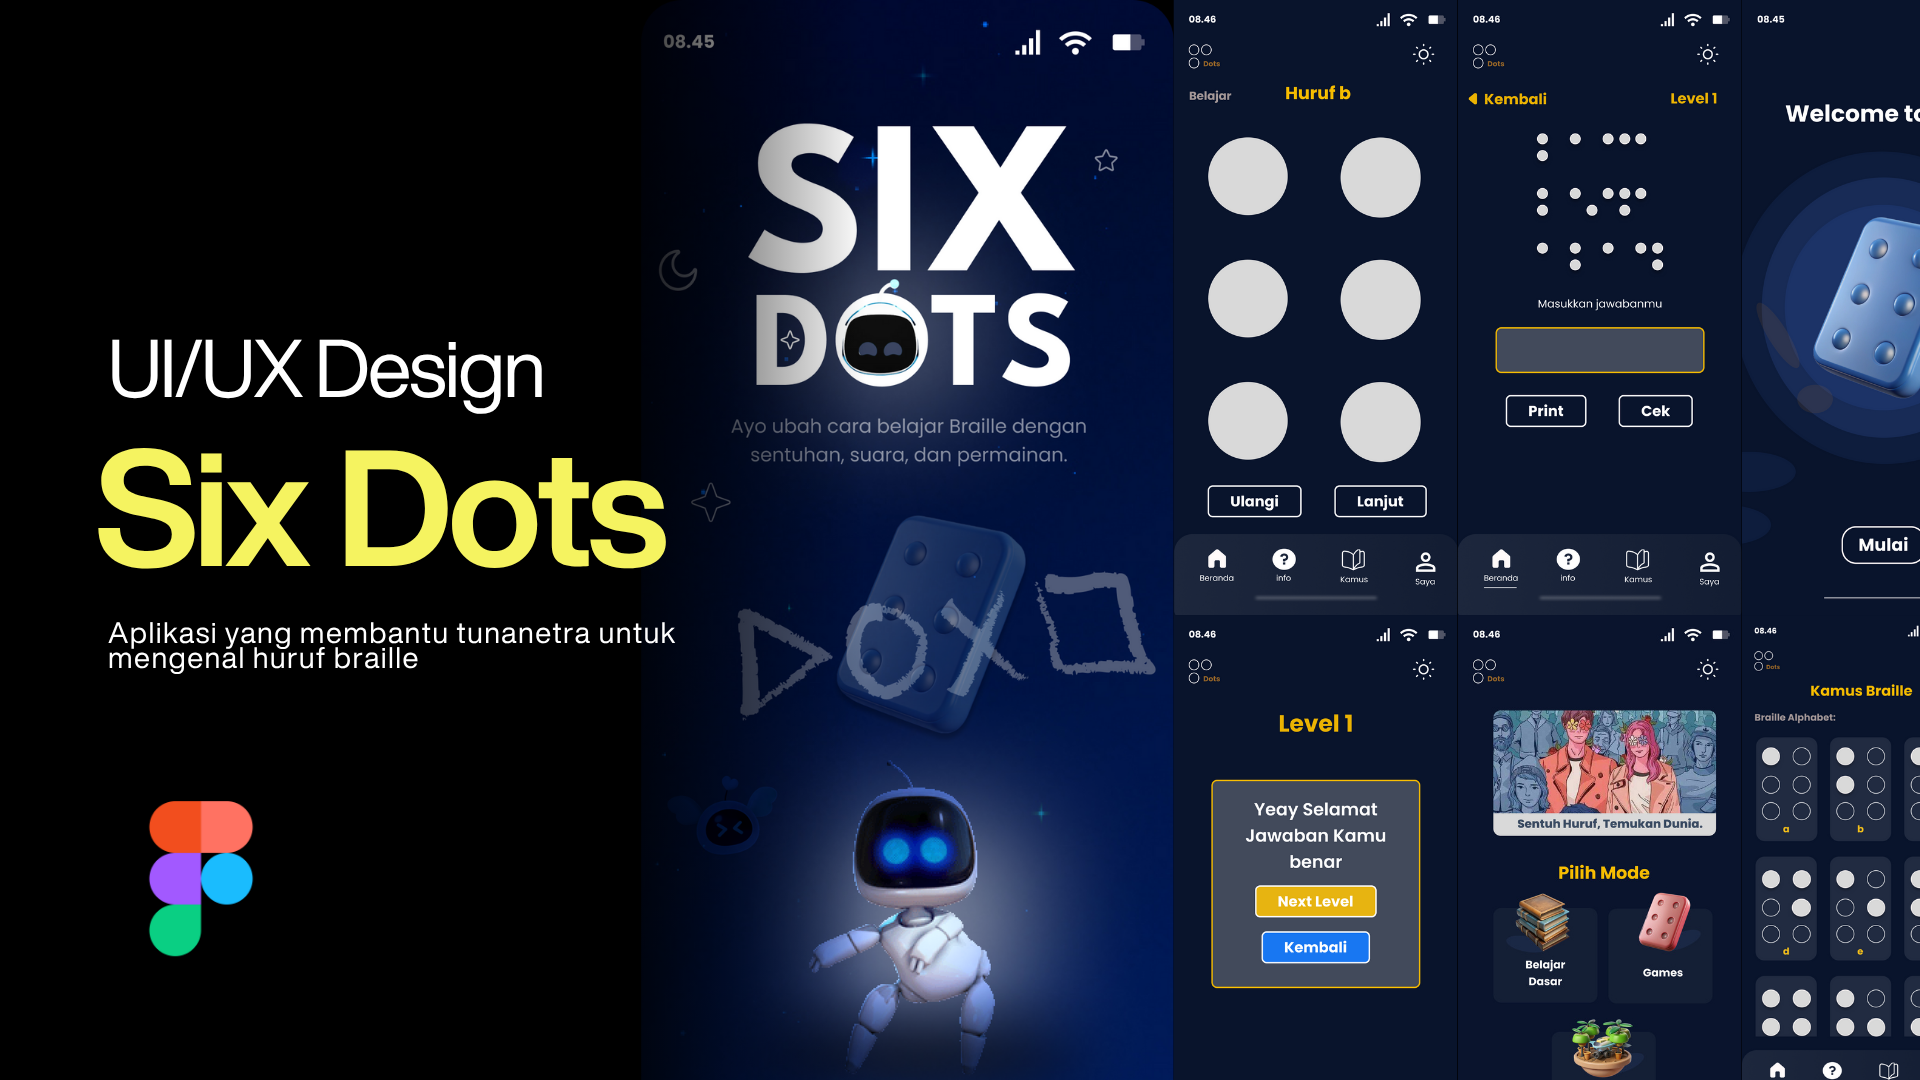 UI/UX Design
Six Dots
Aplikasi yang membantu tunanetra untuk
mengenal huruf braille
08.45
SIX
DOTS
Ayo ubah cara belajar Braille dengan
sentuhan, suara, dan permainan.
08.46
Dots
Belajar
Huruf b
Ulangi
Lanjut
Beranda
info
Kamus
Saya
08.46
Dots
Kembali
Level 1
Masukkan jawabanmu
Print
Cek
Beranda
info
Kamus
Saya
08.45
Welcome to
Mulai
08.46
Dots
Level 1
Yeay Selamat
Jawaban Kamu
benar
Next Level
Kembali
08.46
Dots
Sentuh Huruf, Temukan Dunia.
Pilih Mode
Belajar
Dasar
Games
08.46
Dots
Kamus Braille
Braille Alphabet:
a
b
d
e